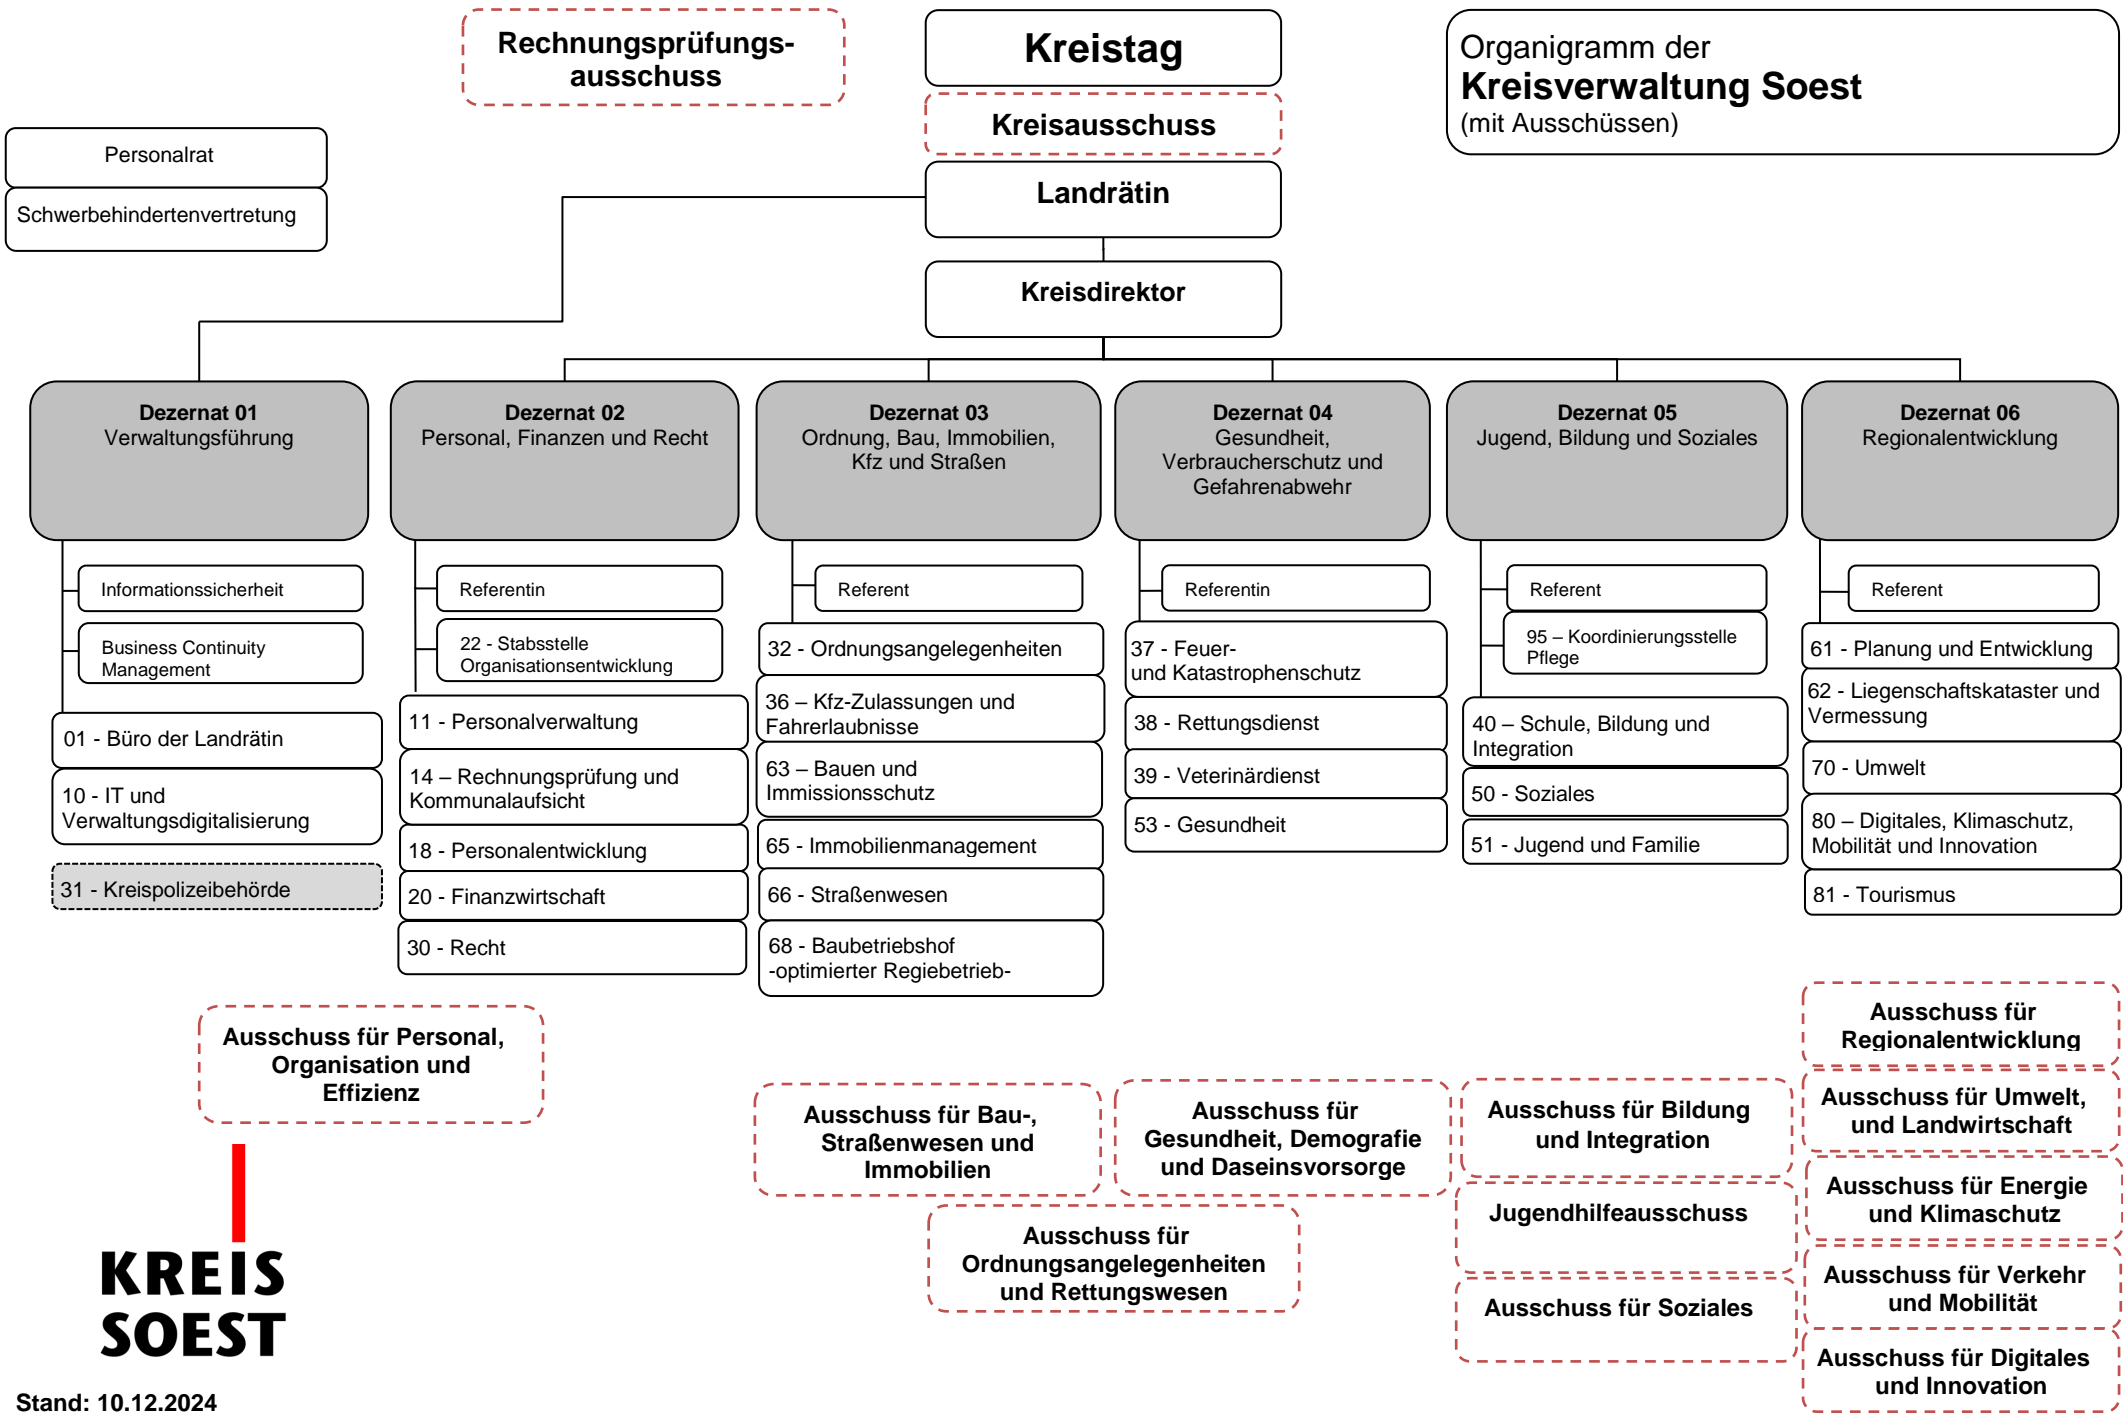 Rechnungsprüfungs-
ausschuss
Kreistag
Kreisausschuss
Landrätin
Kreisdirektor
Organigramm der
Kreisverwaltung Soest
(mit Ausschüssen)
Personalrat
Schwerbehindertenvertretung
Dezernat 01
Verwaltungsführung
Informationssicherheit
Business Continuity
Management
01 - Büro der Landrätin
10 - IT und
Verwaltungsdigitalisierung
31 - Kreispolizeibehörde
Dezernat 02
Personal, Finanzen und Recht
Referentin
22 - Stabsstelle
Organisationsentwicklung
11 - Personalverwaltung
14 – Rechnungsprüfung und
Kommunalaufsicht
18 - Personalentwicklung
20 - Finanzwirtschaft
30 - Recht
Dezernat 03
Ordnung, Bau, Immobilien,
Kfz und Straßen
Referent
32 - Ordnungsangelegenheiten
36 – Kfz-Zulassungen und
Fahrerlaubnisse
63 – Bauen und
Immissionsschutz
65 - Immobilienmanagement
66 - Straßenwesen
68 - Baubetriebshof
-optimierter Regiebetrieb-
Dezernat 04
Gesundheit,
Verbraucherschutz und
Gefahrenabwehr
Referentin
37 - Feuer-
und Katastrophenschutz
38 - Rettungsdienst
39 - Veterinärdienst
53 - Gesundheit
Dezernat 05
Jugend, Bildung und Soziales
Referent
95 – Koordinierungsstelle
Pflege
40 – Schule, Bildung und
Integration
50 - Soziales
51 - Jugend und Familie
Dezernat 06
Regionalentwicklung
Referent
61 - Planung und Entwicklung
62 - Liegenschaftskataster und
Vermessung
70 - Umwelt
80 – Digitales, Klimaschutz,
Mobilität und Innovation
81 - Tourismus
Ausschuss für Personal,
Organisation und
Effizienz
Ausschuss für Bau-,
Straßenwesen und
Immobilien
Ausschuss für
Gesundheit, Demografie
und Daseinsvorsorge
Ausschuss für
Ordnungsangelegenheiten
und Rettungswesen
Ausschuss für Bildung
und Integration
Jugendhilfeausschuss
Ausschuss für Soziales
Ausschuss für
Regionalentwicklung
Ausschuss für Umwelt,
und Landwirtschaft
Ausschuss für Energie
und Klimaschutz
Ausschuss für Verkehr
und Mobilität
Ausschuss für Digitales
und Innovation
KREIS
SOEST
Stand: 10.12.2024